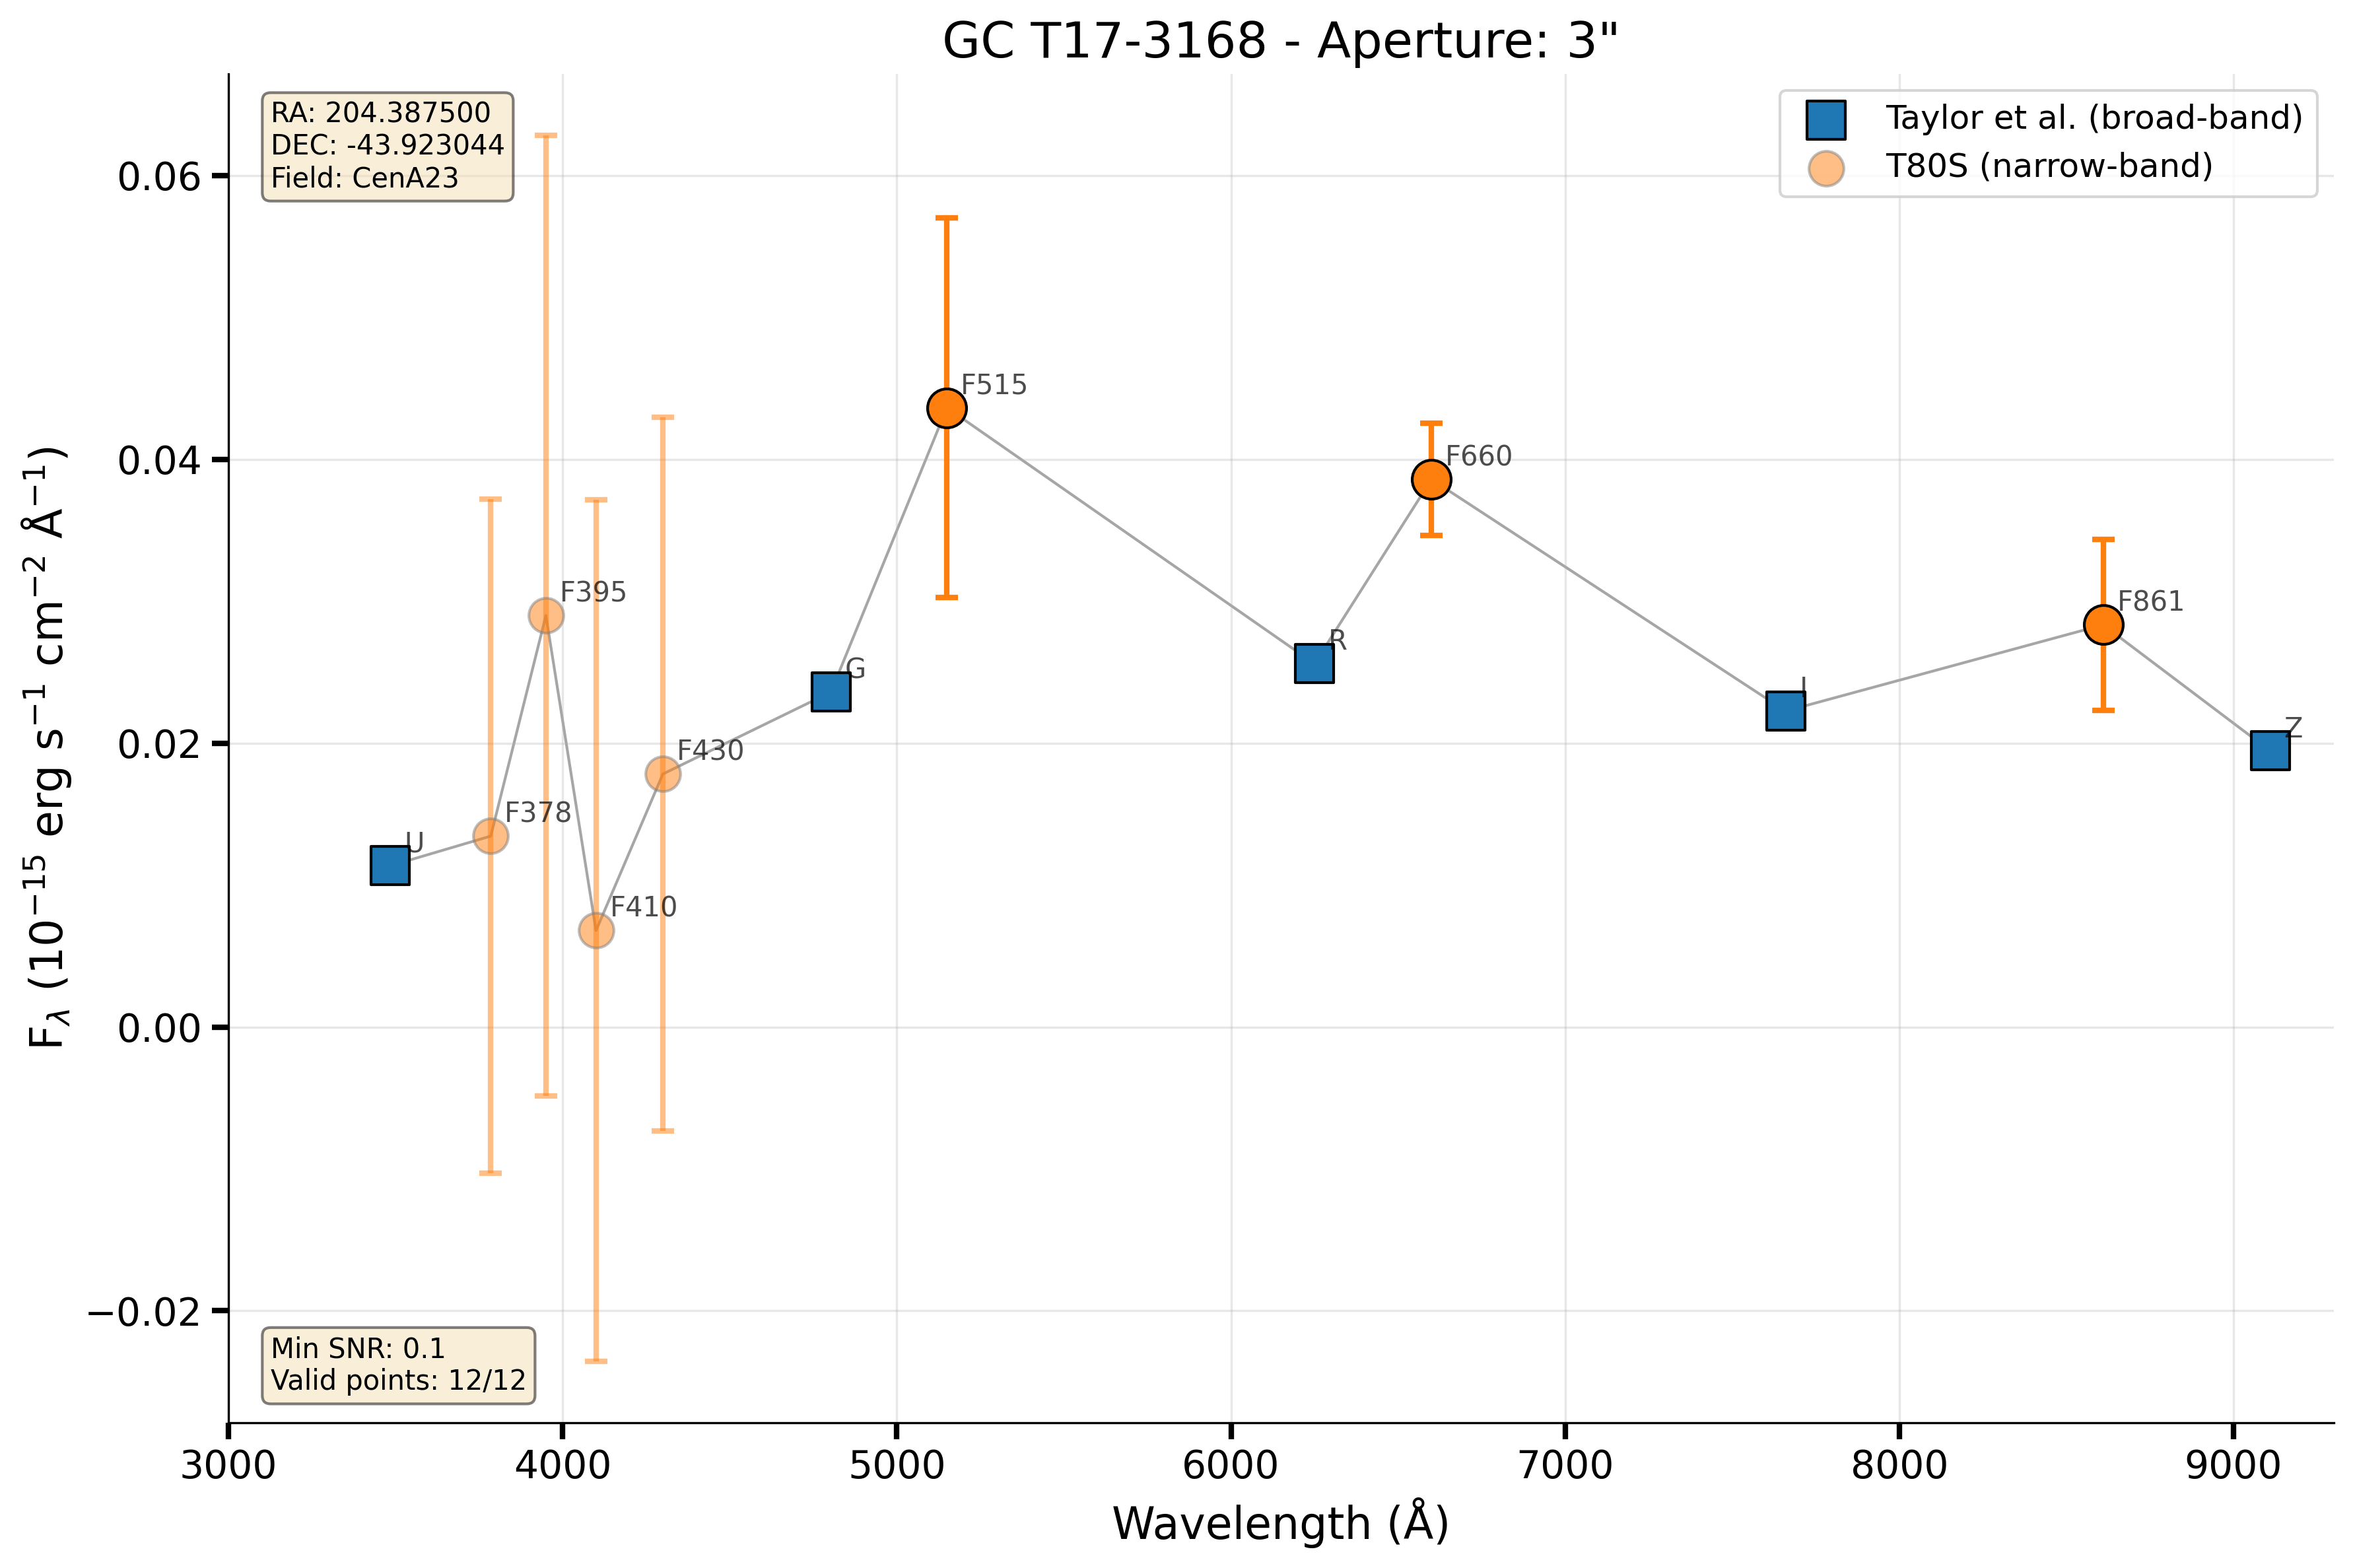 GC T17-3168 - Aperture: 3"
RA: 204.387500
DEC: -43.923044
Field: CenA23
Taylor et al. (broad-band)
T80S (narrow-band)
0.06
0.04
0.02
0.00
−0.02
F_λ (10⁻¹⁵ erg s⁻¹ cm⁻² Å⁻¹)
U
F378
F395
F410
F430
G
F515
R
F660
I
F861
Z
Min SNR: 0.1
Valid points: 12/12
3000 4000 5000 6000 7000 8000 9000
Wavelength (Å)